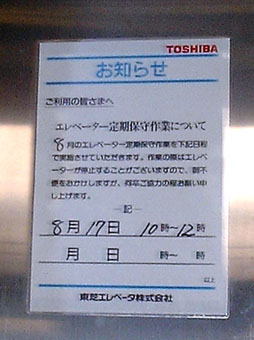 TOSHIBA
お知らせ
ご利用の皆さまへ
エレベーター定期保守作業について
8月のエレベーター定期保守作業を下記日程
で実施させていただきます。作業の際はエレベ
ーターが停止することがございますので、御不
便をおかけしますが、何卒ご協力の程お願い申
し上げます。
―記―
8月17日 10時～12時
月 日 時～ 時
以上
東芝エレベータ株式会社